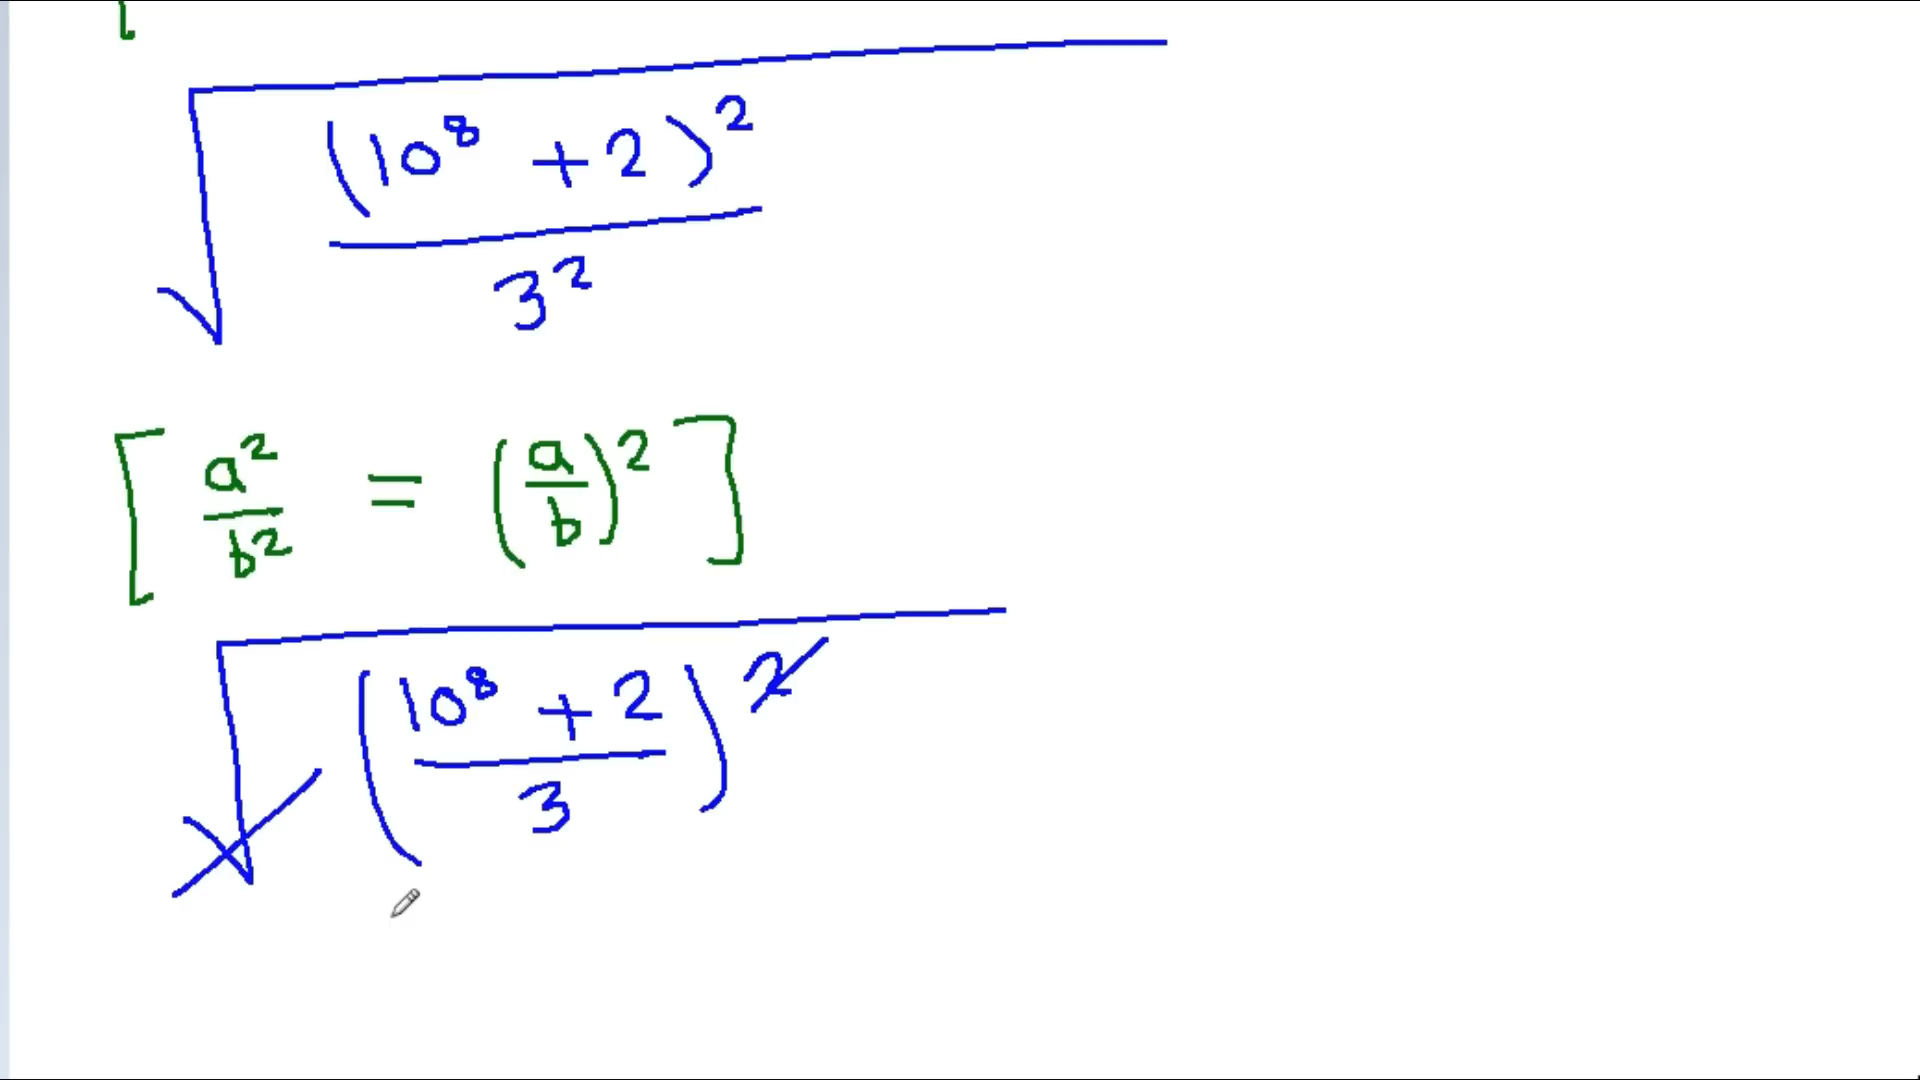 √((10⁸ + 2)² / 3²)
[a² / b² = (a / b)²]
√((10⁸ + 2) / 3)²